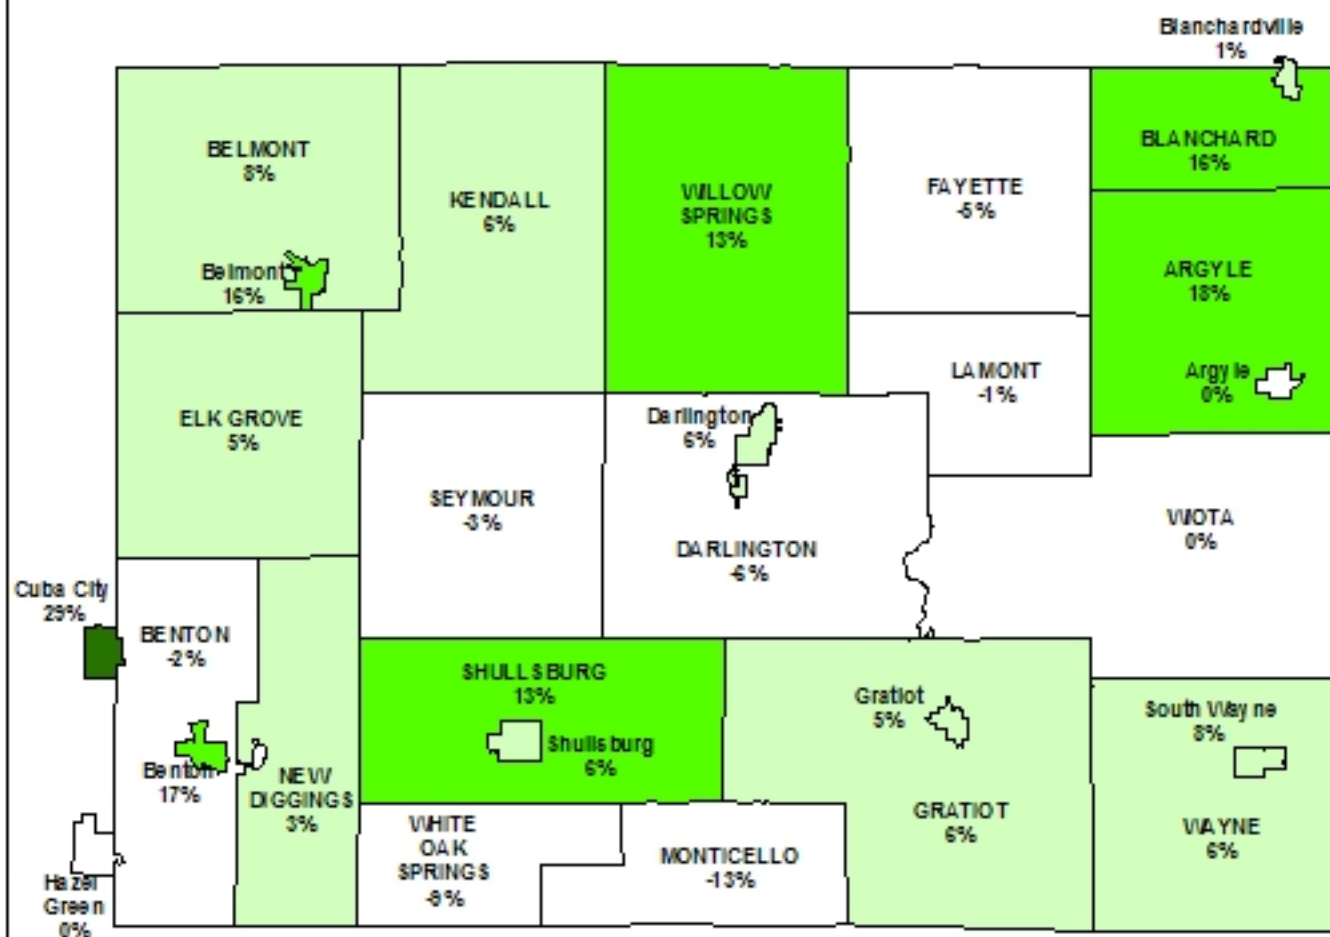 Blanchardville
1%
BELMONT
8%
KENDALL
6%
WILLOW
SPRINGS
13%
FAYETTE
-5%
BLANCHARD
16%
Belmont
16%
ARGYLE
18%
LAMONT
-1%
Argyle
0%
ELK GROVE
5%
Darlington
6%
SEYMOUR
-3%
DARLINGTON
-6%
WIOTA
0%
Cuba City
29%
BENTON
-2%
SHULLSBURG
13%
Shullsburg
6%
Gratiot
5%
South Wayne
8%
Benton
17%
NEW
DIGGINGS
3%
WHITE
OAK
SPRINGS
-9%
MONTICELLO
-13%
GRATIOT
6%
WAYNE
6%
Hazel
Green
0%